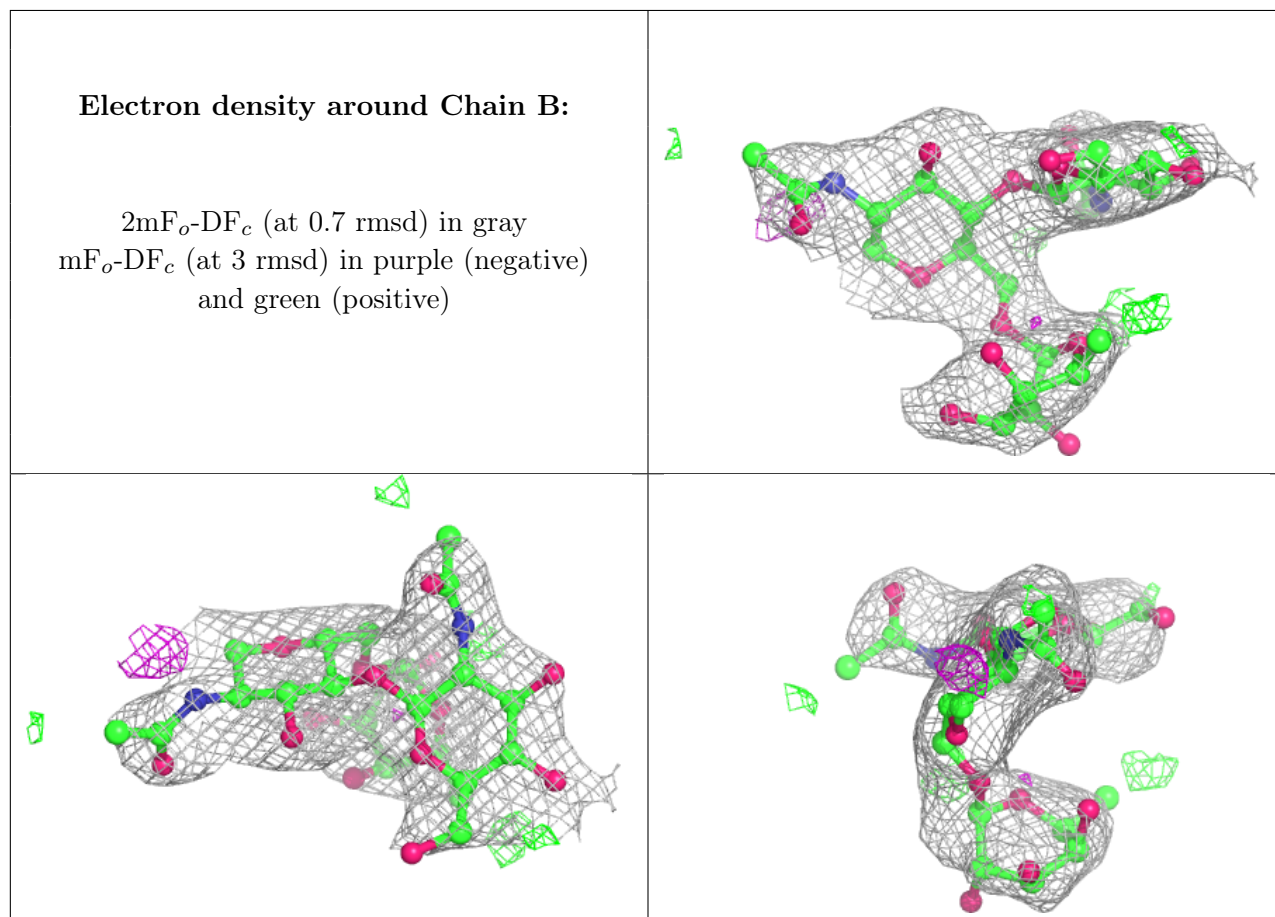 Electron density around Chain B:
2mFo-DFc (at 0.7 rmsd) in gray
mFo-DFc (at 3 rmsd) in purple (negative)
and green (positive)